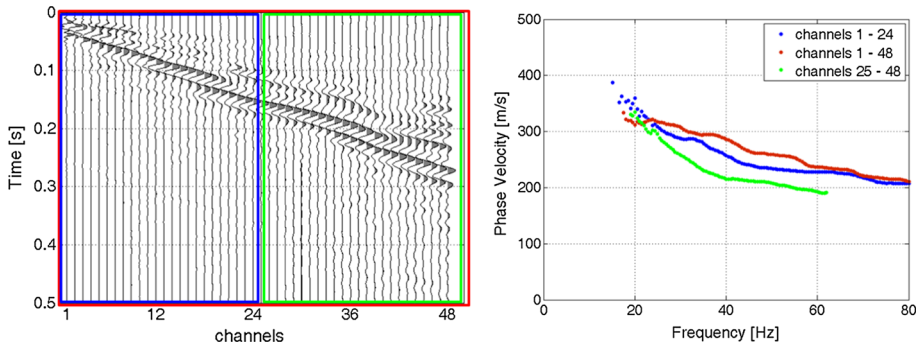 0
0.1
0.2
0.3
0.4
0.5
Time [s]
1 12 24 36 48
channels
500
400
300
200
100
0
Phase Velocity [m/s]
0 20 40 60 80
Frequency [Hz]
channels 1 - 24
channels 1 - 48
channels 25 - 48